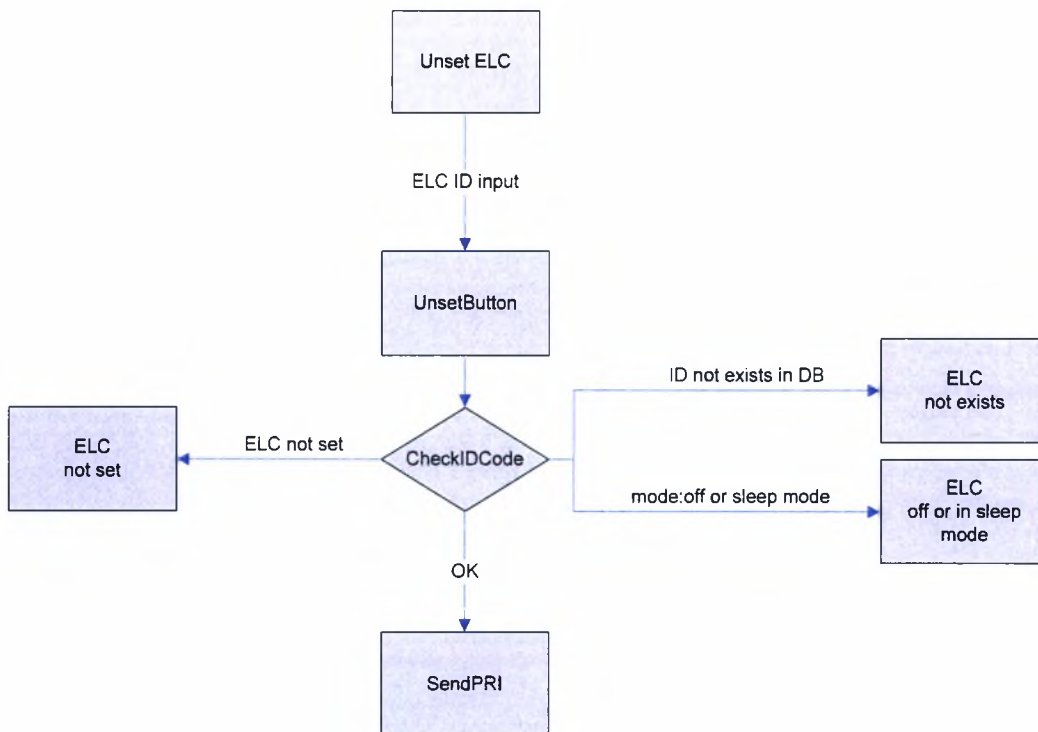 Unset ELC
ELC ID input
UnsetButton
ID not exists in DB
ELC
not exists
ELC
not set
ELC not set
CheckIDCode
mode:off or sleep mode
ELC
off or in sleep
mode
OK
SendPRI